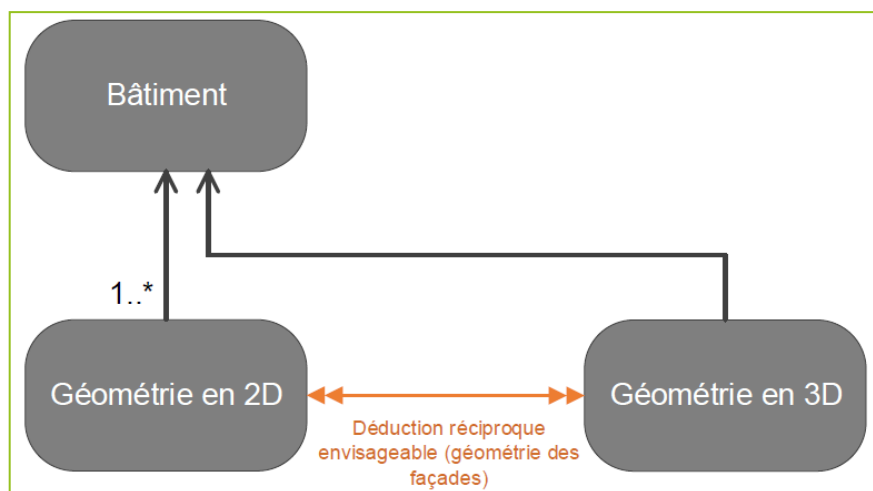 Bâtiment
1..*
Géométrie en 2D
Géométrie en 3D
Déduction réciproque
envisageable (géométrie des
façades)